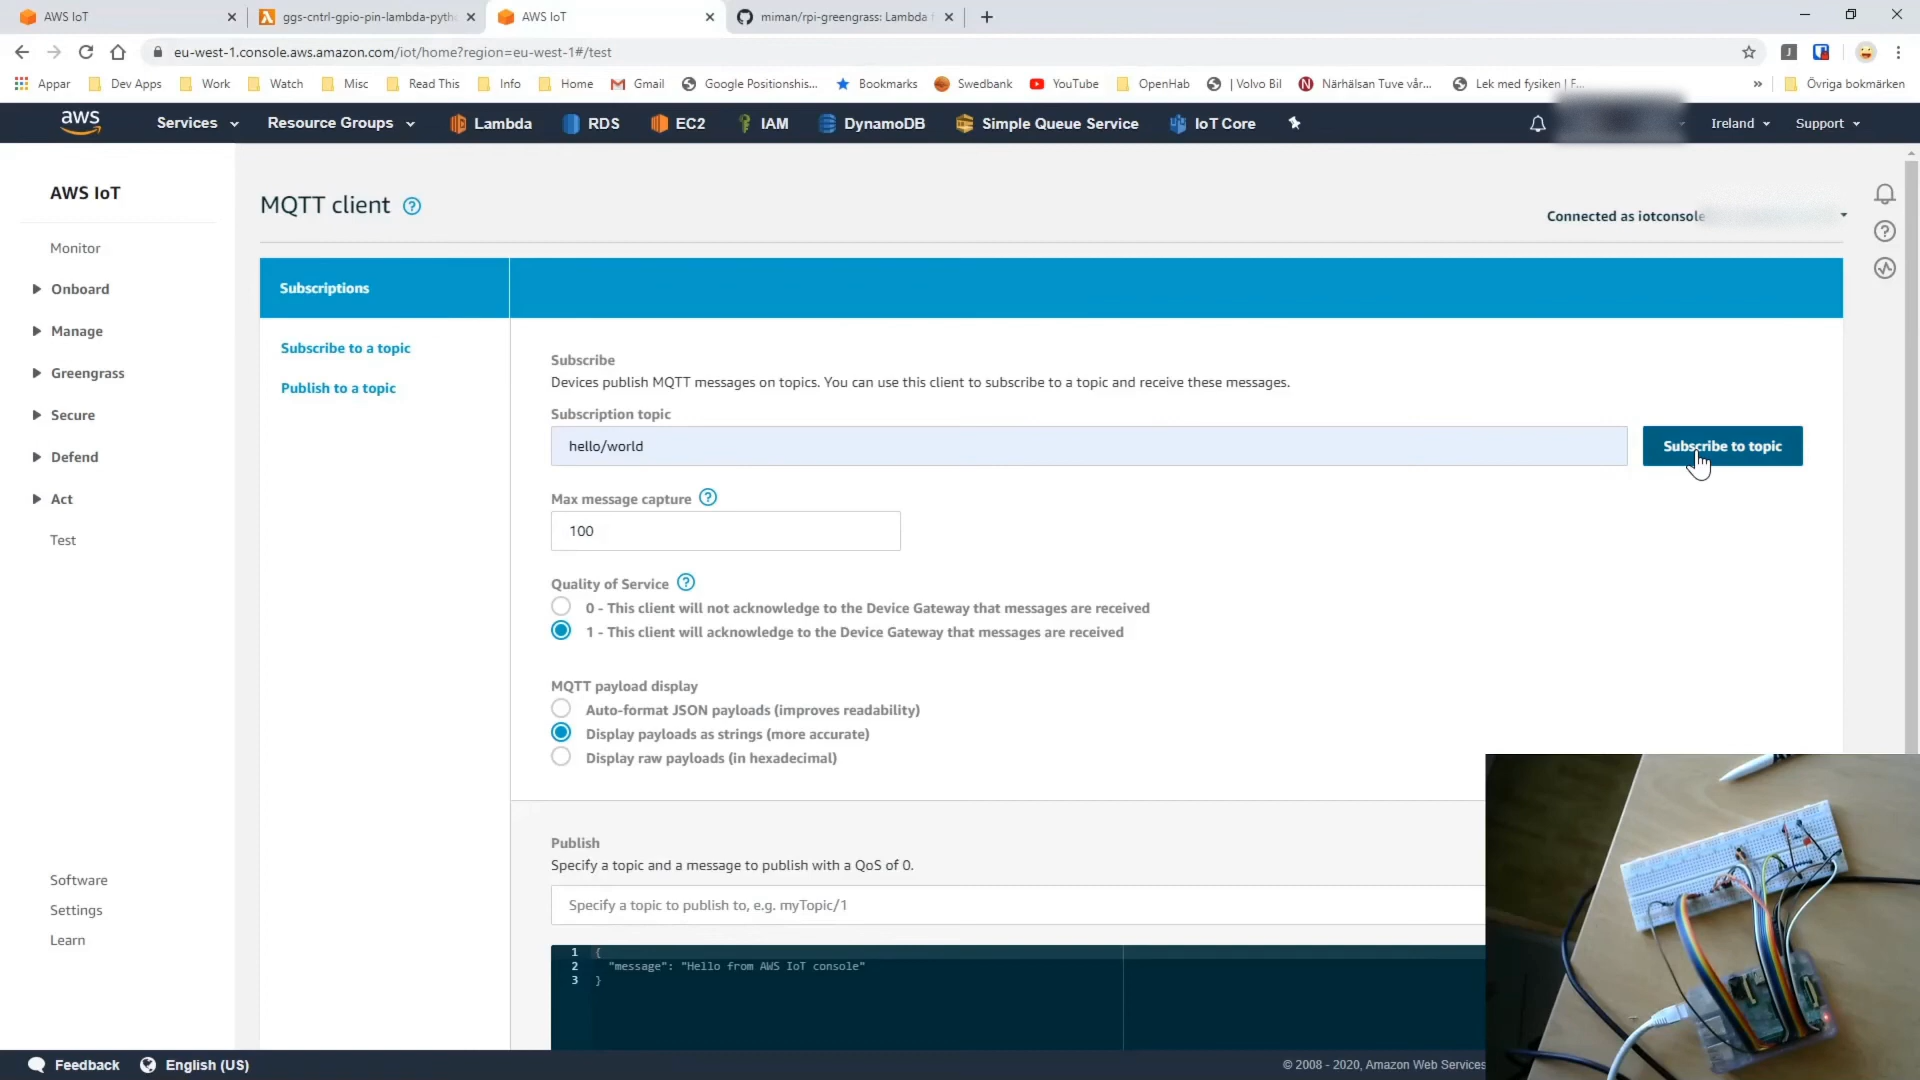 AWS IoT
ggs-cntrl-gpio-pin-lambda-pyth
AWS IoT
miman/rpi-greengrass: Lambda
eu-west-1.console.aws.amazon.com/iot/home?region=eu-west-1#/test
Appar
Dev Apps
Work
Watch
Misc
Read This
Info
Home
Gmail
Google Positionshis...
Bookmarks
Swedbank
YouTube
OpenHab
| Volvo Bil
Närhälsan Tuve vår...
Lek med fysiken | F...
»
Övriga bokmärken
aws
Services
Resource Groups
Lambda
RDS
EC2
IAM
DynamoDB
Simple Queue Service
IoT Core
Ireland
Support
AWS IoT
Monitor
Onboard
Manage
Greengrass
Secure
Defend
Act
Test
Software
Settings
Learn
MQTT client
Connected as iotconsole
Subscriptions
Subscribe to a topic
Publish to a topic
Subscribe
Devices publish MQTT messages on topics. You can use this client to subscribe to a topic and receive these messages.
Subscription topic
hello/world
Subscribe to topic
Max message capture
100
Quality of Service
0 - This client will not acknowledge to the Device Gateway that messages are received
1 - This client will acknowledge to the Device Gateway that messages are received
MQTT payload display
Auto-format JSON payloads (improves readability)
Display payloads as strings (more accurate)
Display raw payloads (in hexadecimal)
Publish
Specify a topic and a message to publish with a QoS of 0.
Specify a topic to publish to, e.g. myTopic/1
1 {
2 "message": "Hello from AWS IoT console"
3 }
Feedback
English (US)
© 2008 - 2020, Amazon Web Services